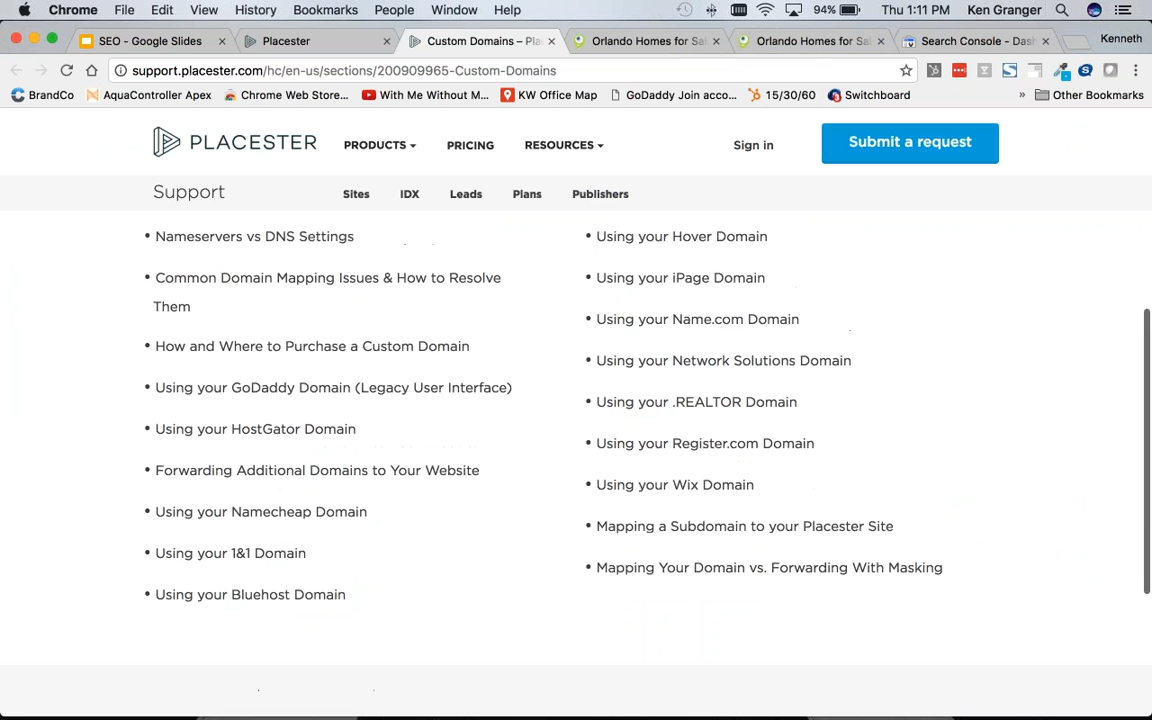 Chrome File Edit View History Bookmarks People Window Help 94% Thu 1:11 PM Ken Granger
SEO - Google Slides Placester Custom Domains – Pla Orlando Homes for Sal Orlando Homes for Sal Search Console - Dash Kenneth
support.placester.com/hc/en-us/sections/200909965-Custom-Domains
BrandCo AquaController Apex Chrome Web Store... With Me Without M... KW Office Map GoDaddy Join acco... 15/30/60 Switchboard » Other Bookmarks
PLACESTER PRODUCTS PRICING RESOURCES Sign in Submit a request
Support Sites IDX Leads Plans Publishers
• Nameservers vs DNS Settings
• Common Domain Mapping Issues & How to Resolve
Them
• How and Where to Purchase a Custom Domain
• Using your GoDaddy Domain (Legacy User Interface)
• Using your HostGator Domain
• Forwarding Additional Domains to Your Website
• Using your Namecheap Domain
• Using your 1&1 Domain
• Using your Bluehost Domain
• Using your Hover Domain
• Using your iPage Domain
• Using your Name.com Domain
• Using your Network Solutions Domain
• Using your .REALTOR Domain
• Using your Register.com Domain
• Using your Wix Domain
• Mapping a Subdomain to your Placester Site
• Mapping Your Domain vs. Forwarding With Masking